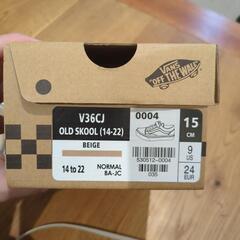 VANS
"OFF THE WALL"
V36CJ
OLD SKOOL (14-22)
BEIGE
14 to 22
NORMAL
BA-JC
0004
530512-0004
035
15
CM
9
US
24
EUR